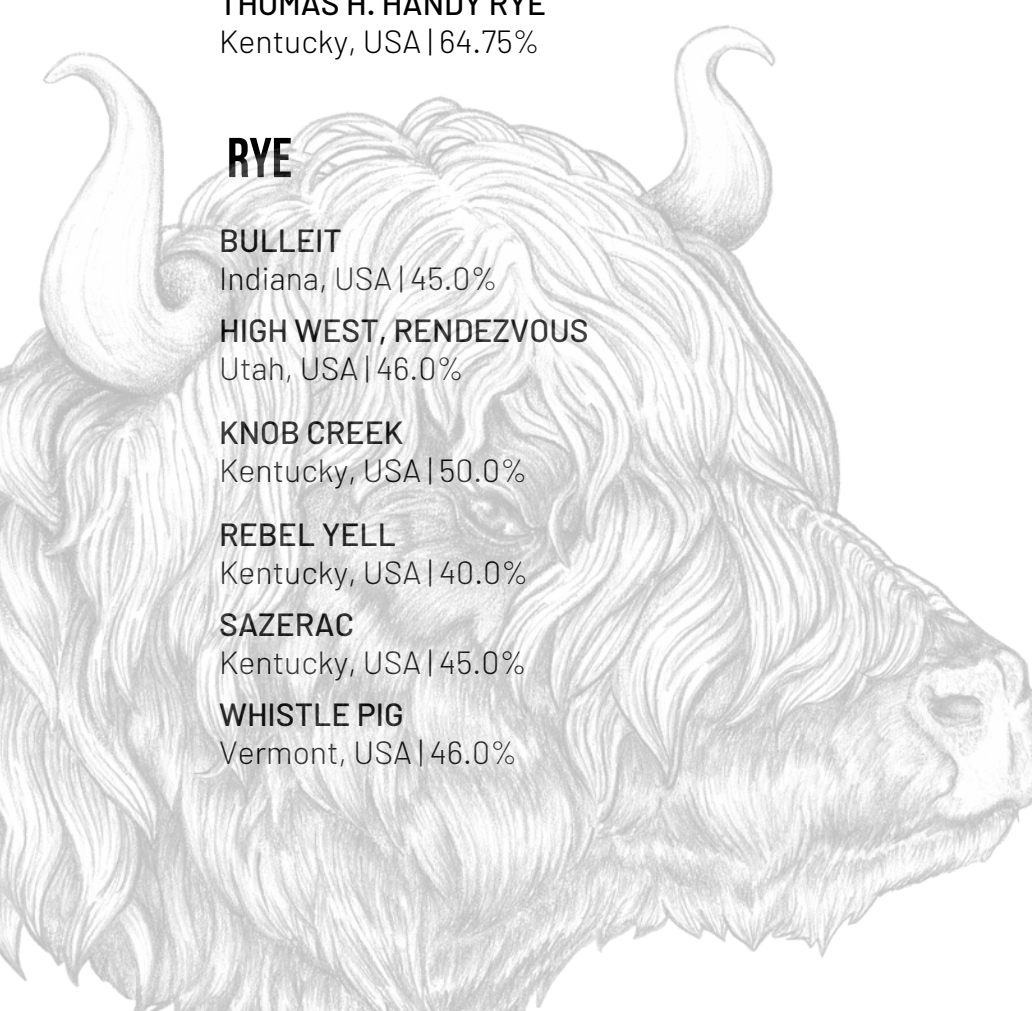 THOMAS H. HANDY RYE
Kentucky, USA | 64.75%
RYE
BULLEIT
Indiana, USA | 45.0%
HIGH WEST, RENDEZVOUS
Utah, USA | 46.0%
KNOB CREEK
Kentucky, USA | 50.0%
REBEL YELL
Kentucky, USA | 40.0%
SAZERAC
Kentucky, USA | 45.0%
WHISTLE PIG
Vermont, USA | 46.0%